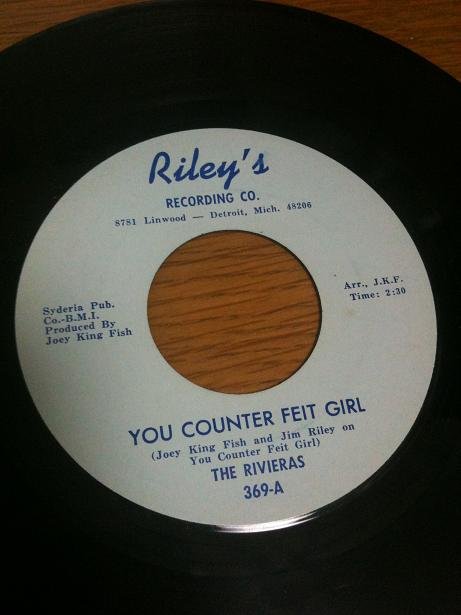 Riley's
RECORDING CO.
8781 Linwood — Detroit, Mich. 48206
Syderia Pub.
Co.-B.M.I.
Produced By
Joey King Fish
Arr., J.K.F.
Time: 2:30
YOU COUNTER FEIT GIRL
(Joey King Fish and Jim Riley on
You Counter Feit Girl)
THE RIVIERAS
369-A